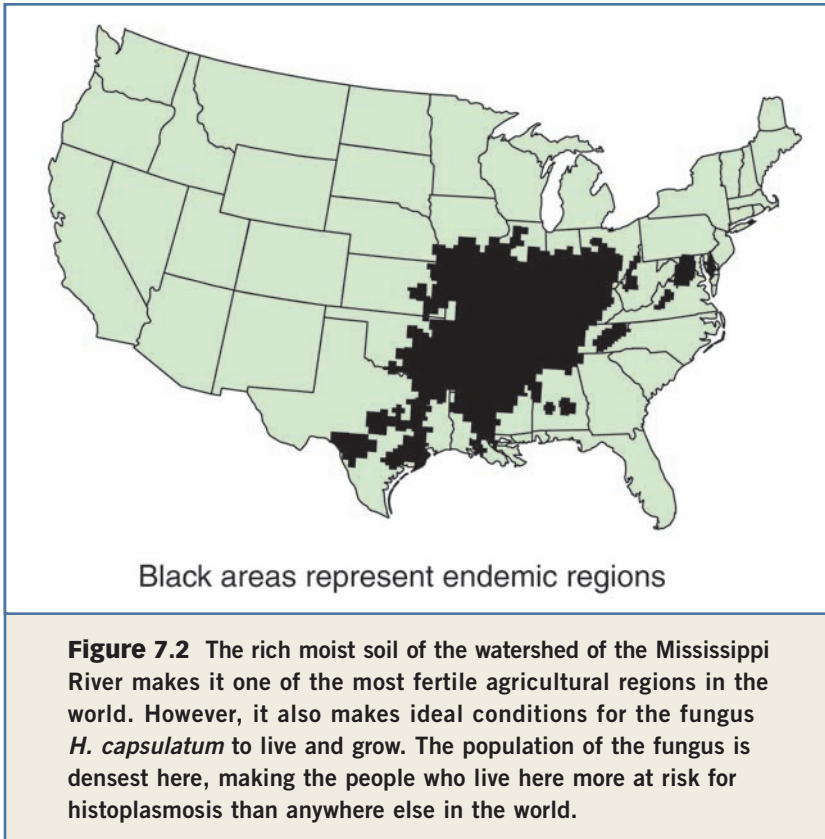 Black areas represent endemic regions
Figure 7.2 The rich moist soil of the watershed of the Mississippi
River makes it one of the most fertile agricultural regions in the
world. However, it also makes ideal conditions for the fungus
H. capsulatum to live and grow. The population of the fungus is
densest here, making the people who live here more at risk for
histoplasmosis than anywhere else in the world.